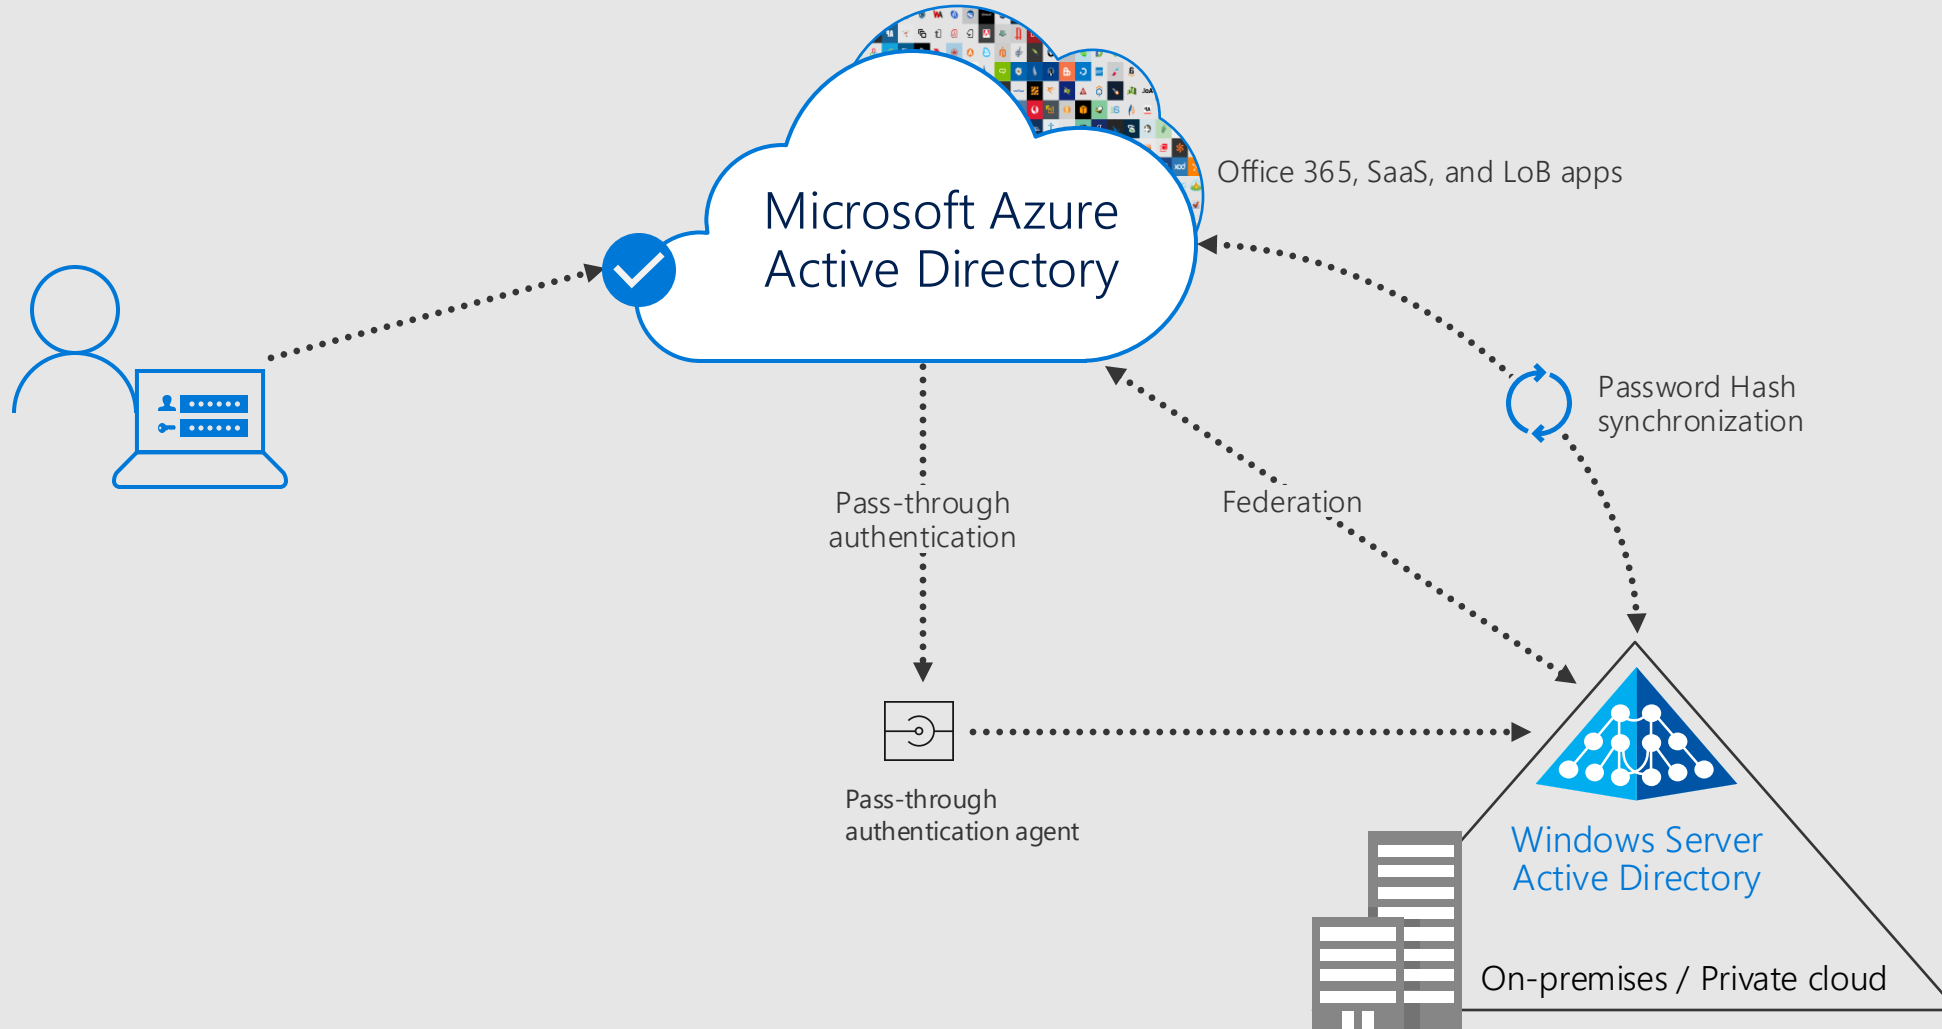 Office 365, SaaS, and LoB apps
Microsoft Azure
Active Directory
Password Hash
synchronization
Pass-through
authentication
Federation
Pass-through
authentication agent
Windows Server
Active Directory
On-premises / Private cloud